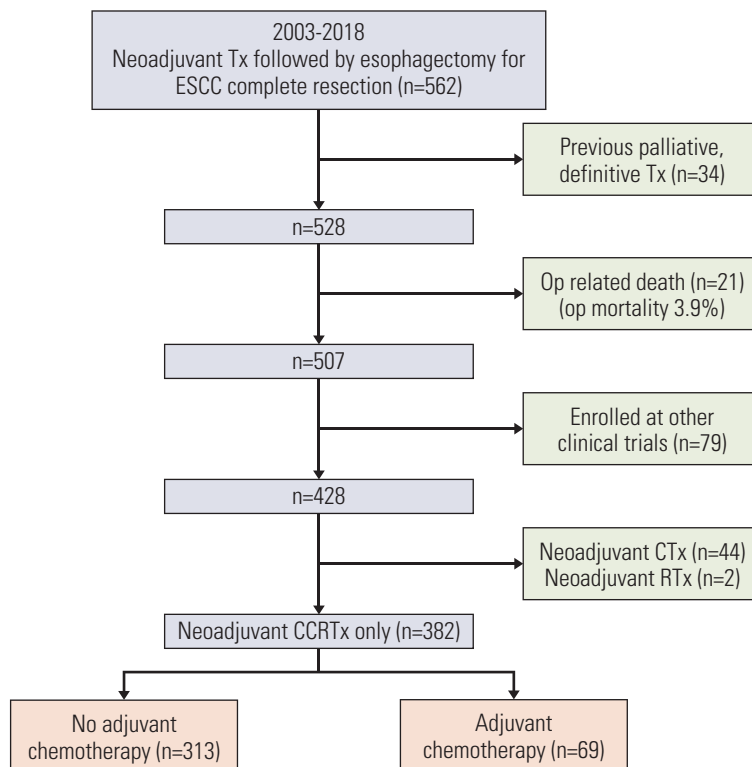 2003-2018
Neoadjuvant Tx followed by esophagectomy for
ESCC complete resection (n=562)
Previous palliative,
definitive Tx (n=34)
n=528
Op related death (n=21)
(op mortality 3.9%)
n=507
Enrolled at other
clinical trials (n=79)
n=428
Neoadjuvant CTx (n=44)
Neoadjuvant RTx (n=2)
Neoadjuvant CCRTx only (n=382)
No adjuvant
chemotherapy (n=313)
Adjuvant
chemotherapy (n=69)